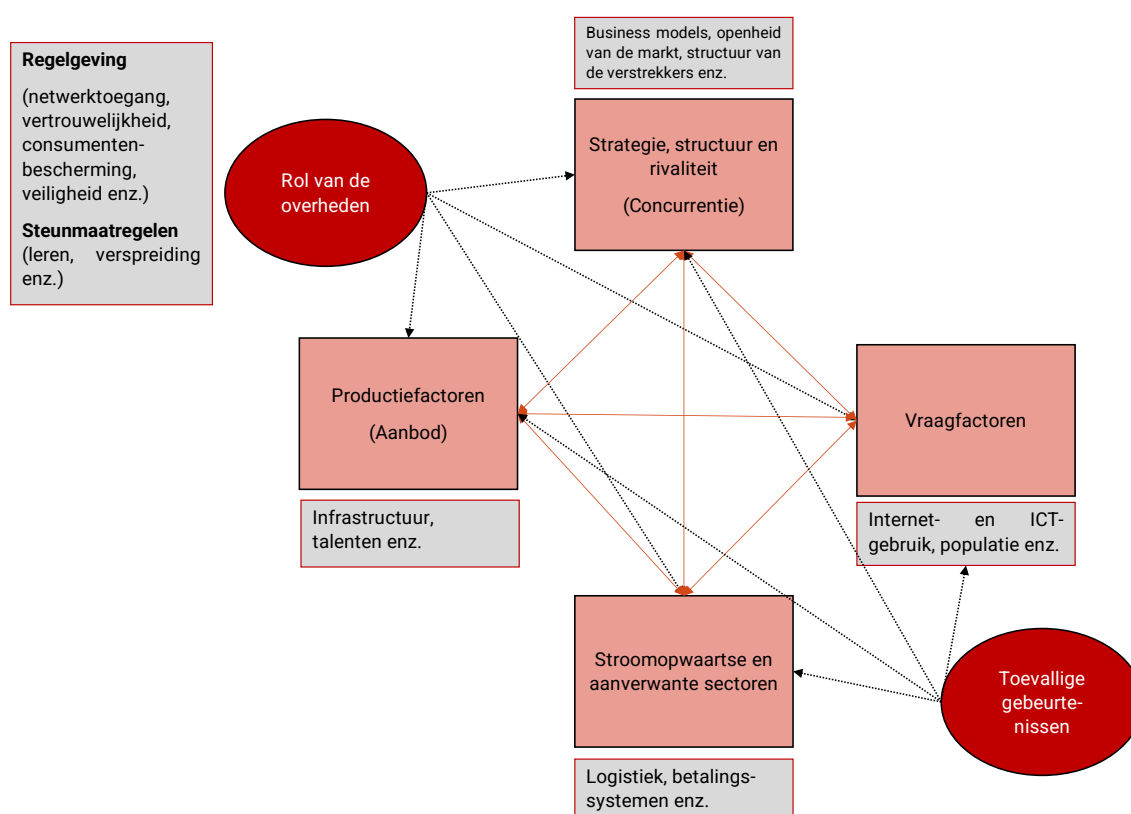 Business models, openheid
van de markt, structuur van
de verstrekkers enz.
Regelgeving
(netwerktoegang,
vertrouwelijkheid,
consumenten-
bescherming,
veiligheid enz.)
Steunmaatregelen
(leren, verspreiding
enz.)
Rol van de
overheden
Strategie, structuur en
rivaliteit
(Concurrentie)
Productiefactoren
(Aanbod)
Vraagfactoren
Infrastructuur,
talenten enz.
Internet- en ICT-
gebruik, populatie enz.
Stroomopwaartse en
aanverwante sectoren
Toevallige
gebeurte-
nissen
Logistiek, betalings-
systemen enz.